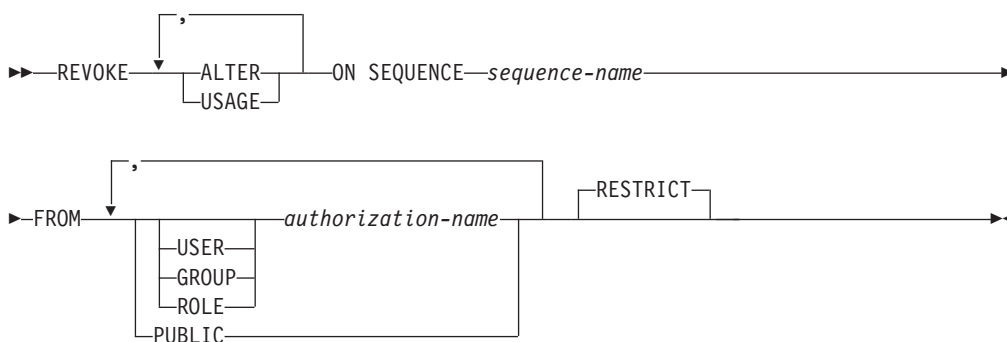 ,
REVOKE ALTER ON SEQUENCE sequence-name
USAGE
,
RESTRICT
FROM authorization-name
USER
GROUP
ROLE
PUBLIC